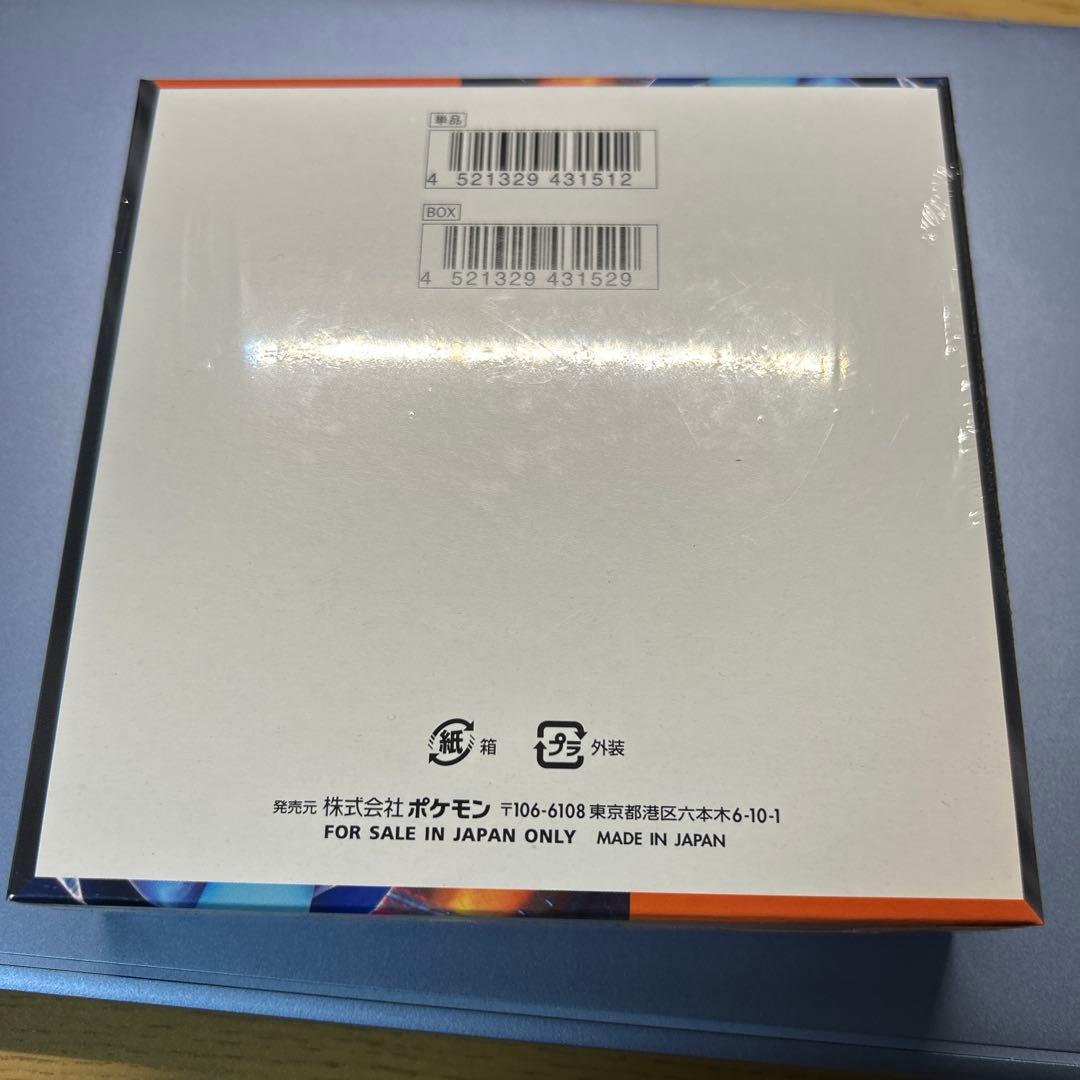 単品
4 521329 431512
BOX
4 521329 431529
紙 箱 プラ 外装
発売元 株式会社 ポケモン 〒106-6108 東京都港区六本木6-10-1
FOR SALE IN JAPAN ONLY MADE IN JAPAN